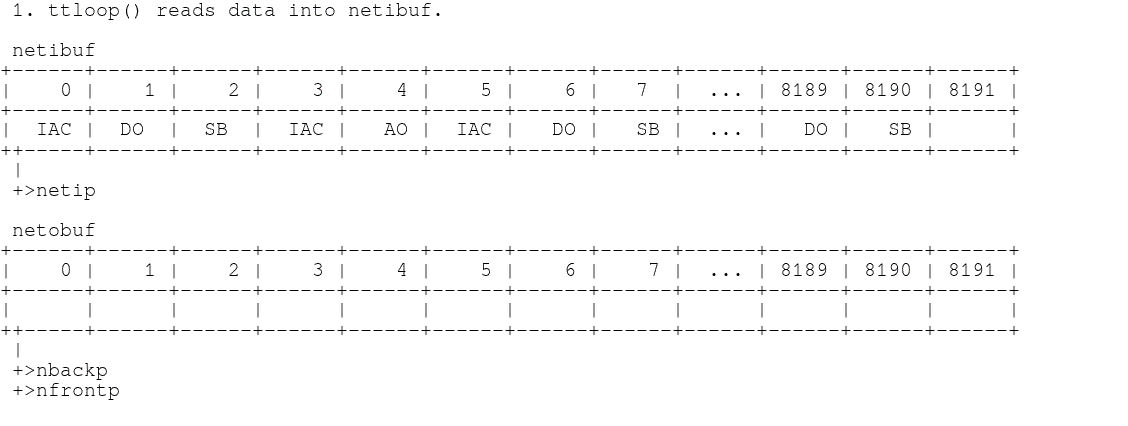 1. ttloop() reads data into netibuf.
netibuf
+------+------+------+------+------+------+------+------+------+------+------+------+
|    0 |    1 |    2 |    3 |    4 |    5 |    6 |   7  |  ... | 8189 | 8190 | 8191 |
+------+------+------+------+------+------+------+------+------+------+------+------+
|  IAC |  DO  |  SB  |  IAC |   AO |  IAC |   DO |   SB |  ... |   DO |   SB |      |
++-----+------+------+------+------+------+------+------+------+------+------+------+
 |
 +>netip
netobuf
+------+------+------+------+------+------+------+------+------+------+------+------+
|    0 |    1 |    2 |    3 |    4 |    5 |    6 |    7 |  ... | 8189 | 8190 | 8191 |
+------+------+------+------+------+------+------+------+------+------+------+------+
|      |      |      |      |      |      |      |      |      |      |      |      |
++-----+------+------+------+------+------+------+------+------+------+------+------+
 |
 +>nbackp
 +>nfrontp